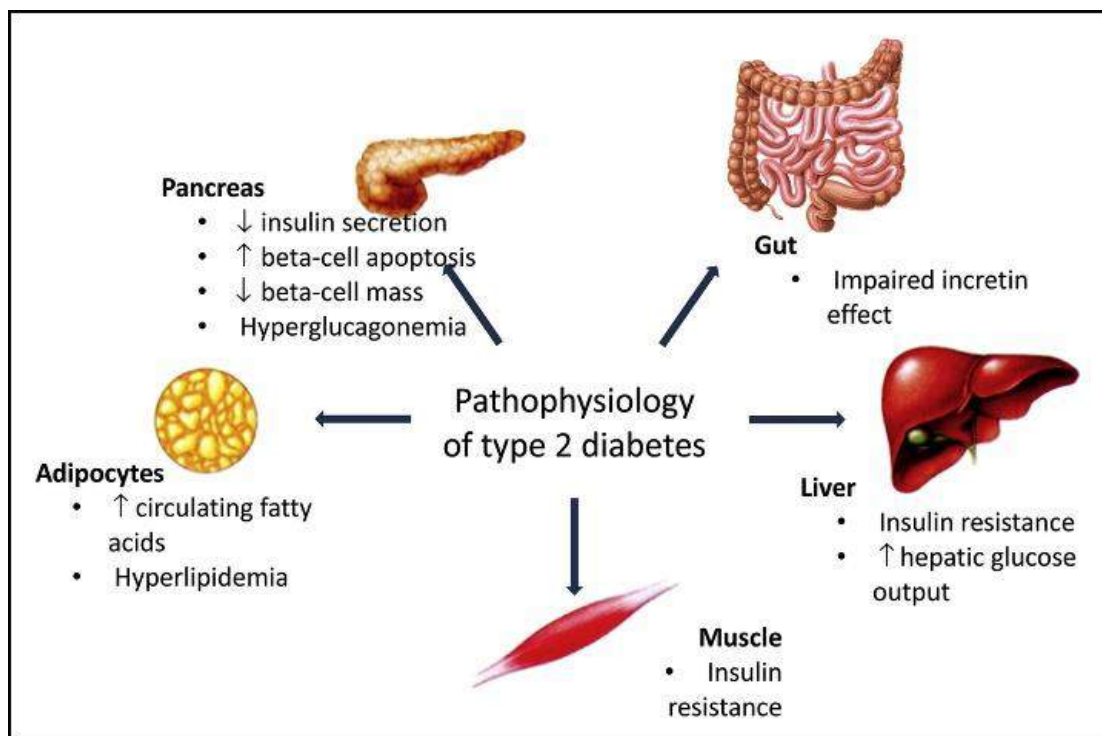 Pancreas
• ↓ insulin secretion
• ↑ beta-cell apoptosis
• ↓ beta-cell mass
• Hyperglucagonemia
Gut
• Impaired incretin
effect
Pathophysiology
of type 2 diabetes
Adipocytes
• ↑ circulating fatty
acids
• Hyperlipidemia
Liver
• Insulin resistance
• ↑ hepatic glucose
output
Muscle
• Insulin
resistance